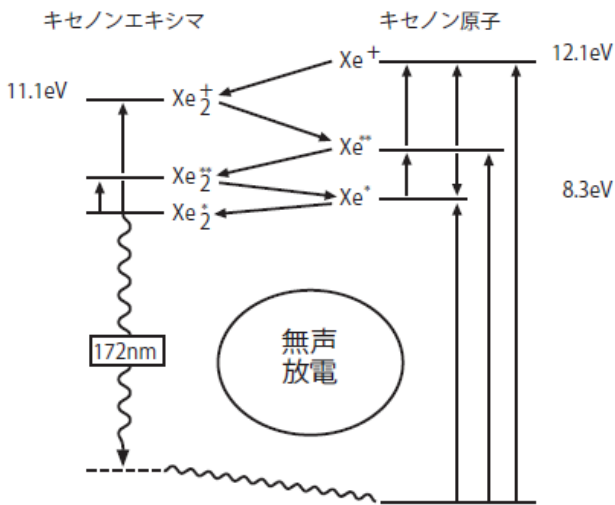 キセノンエキシマ
キセノン原子
Xe+
12.1eV
11.1eV
Xe2+
Xe**
Xe2**
Xe*
8.3eV
Xe2*
無声
放電
172nm